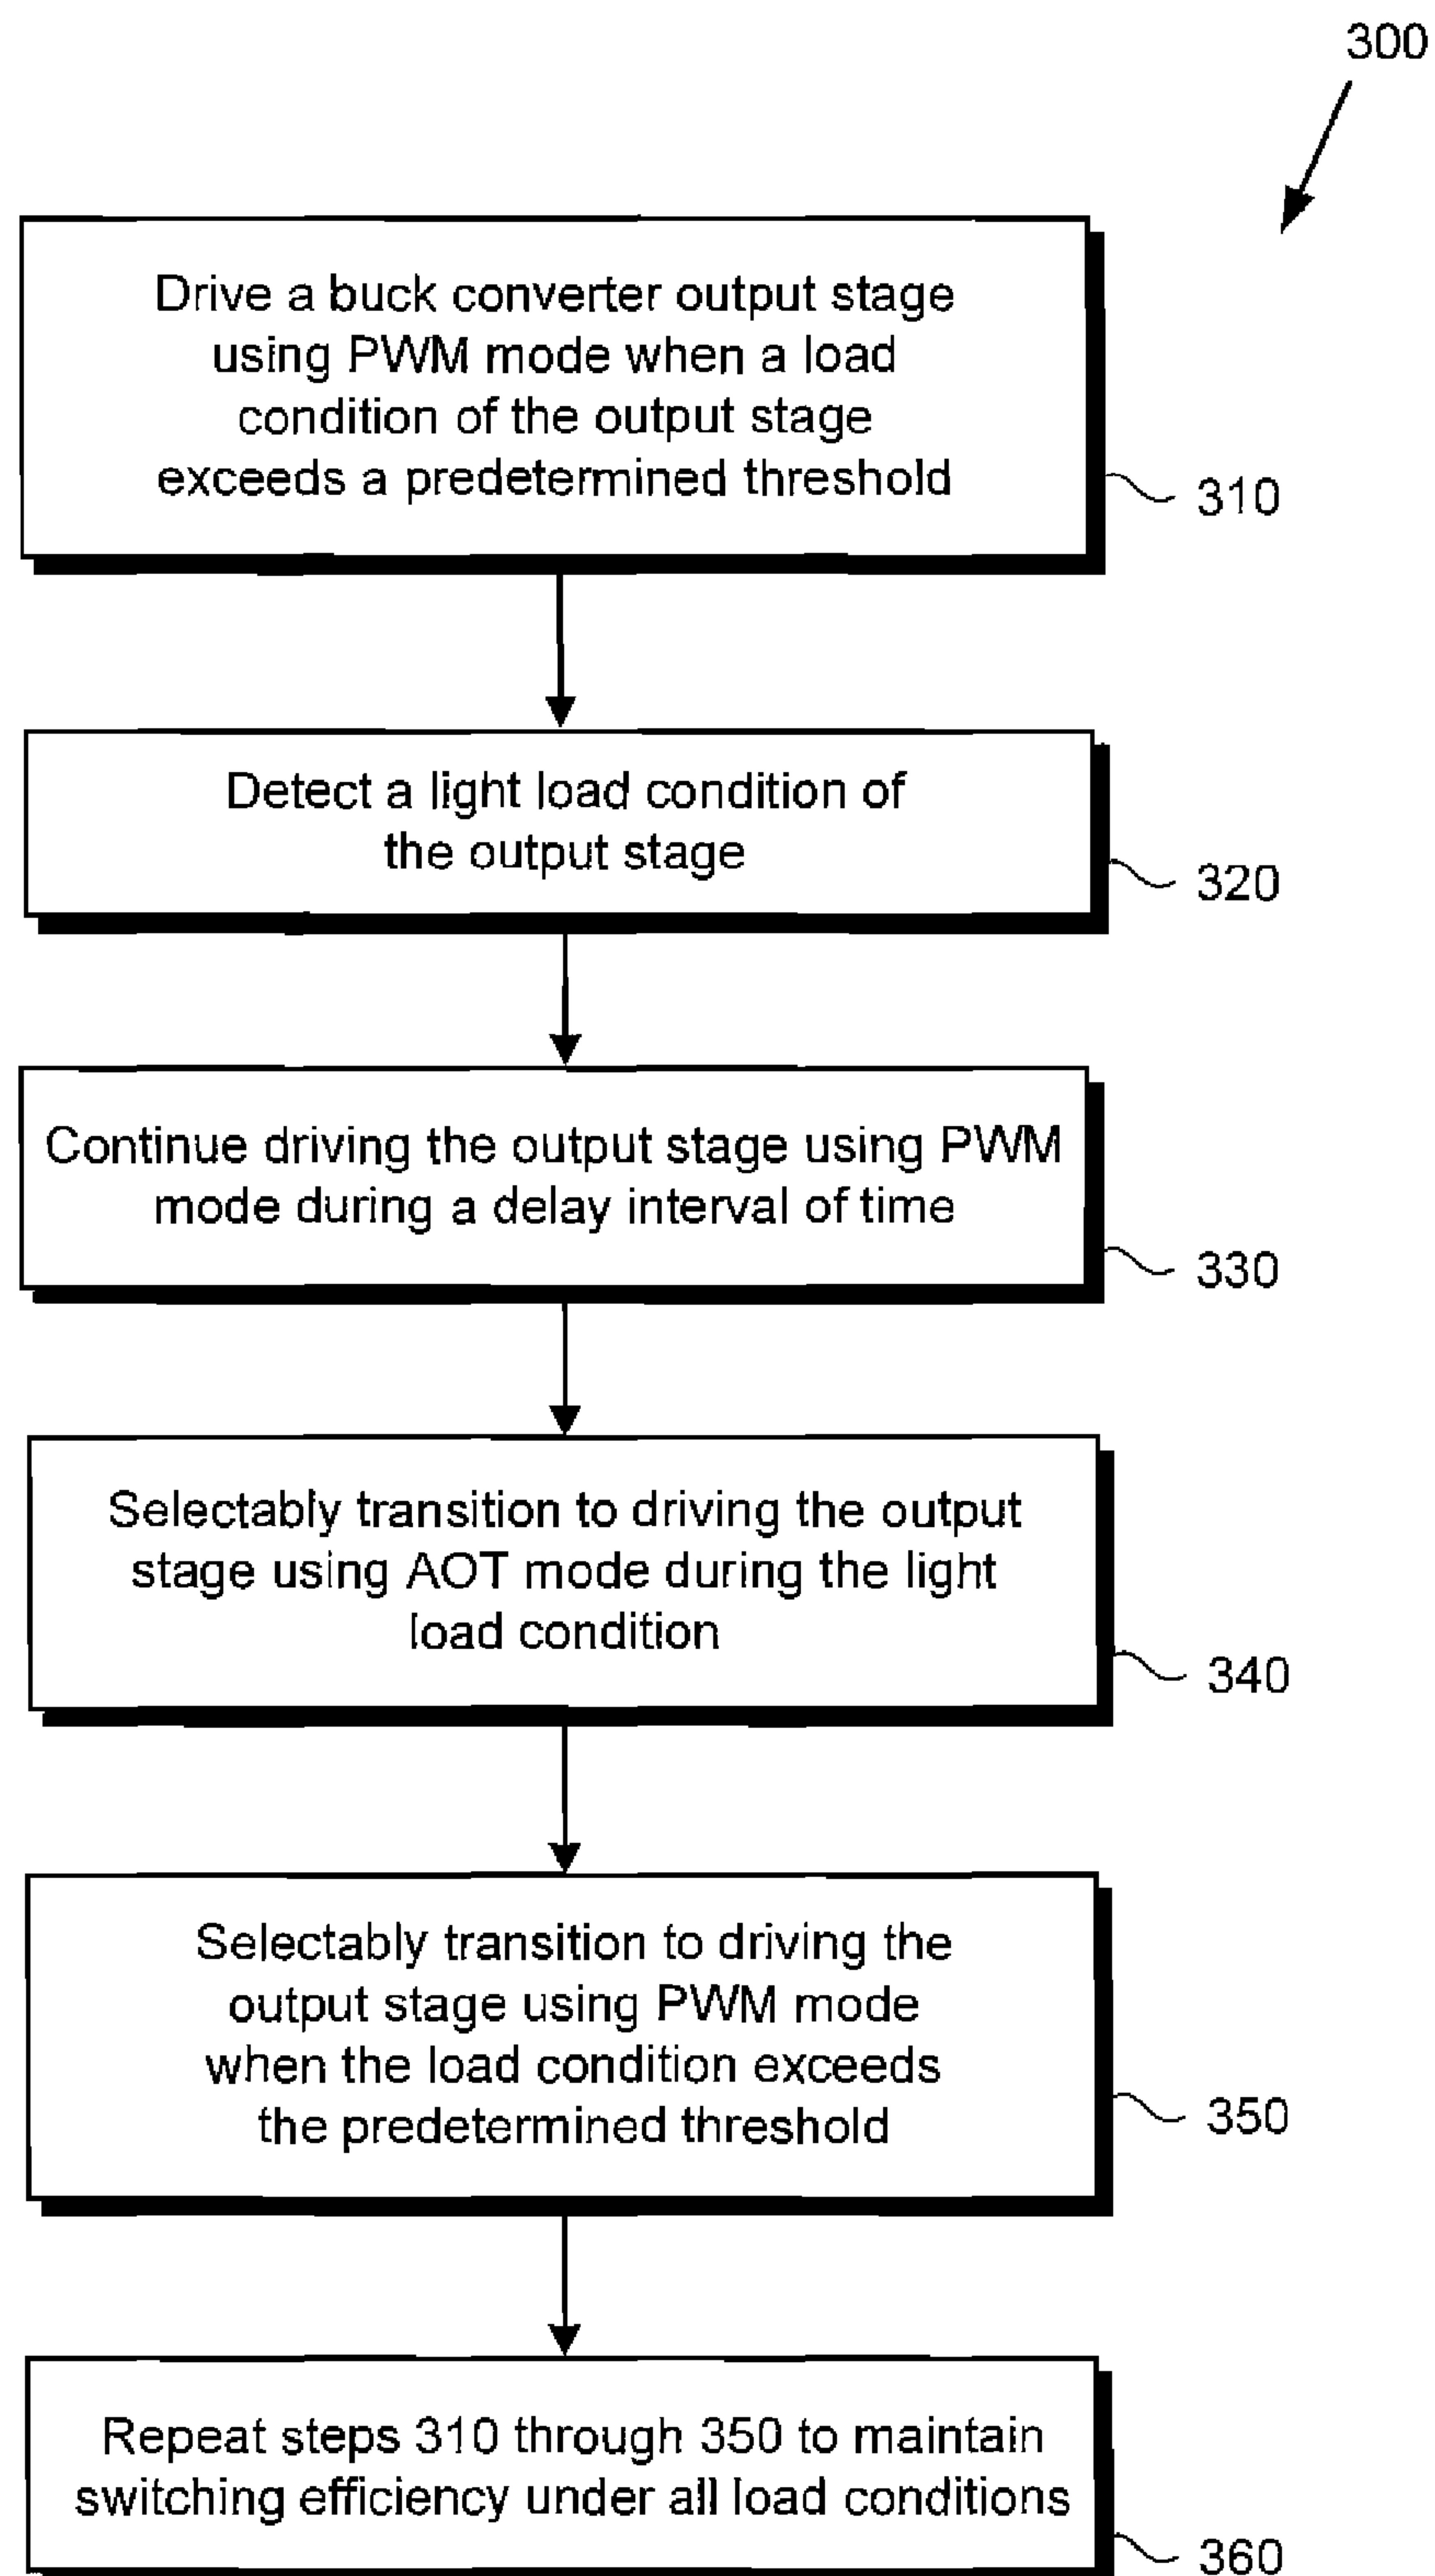 300
Drive a buck converter output stage
using PWM mode when a load
condition of the output stage
exceeds a predetermined threshold
310
Detect a light load condition of
the output stage
320
Continue driving the output stage using PWM
mode during a delay interval of time
330
Selectably transition to driving the output
stage using AOT mode during the light
load condition
340
Selectably transition to driving the
output stage using PWM mode
when the load condition exceeds
the predetermined threshold
350
Repeat steps 310 through 350 to maintain
switching efficiency under all load conditions
360